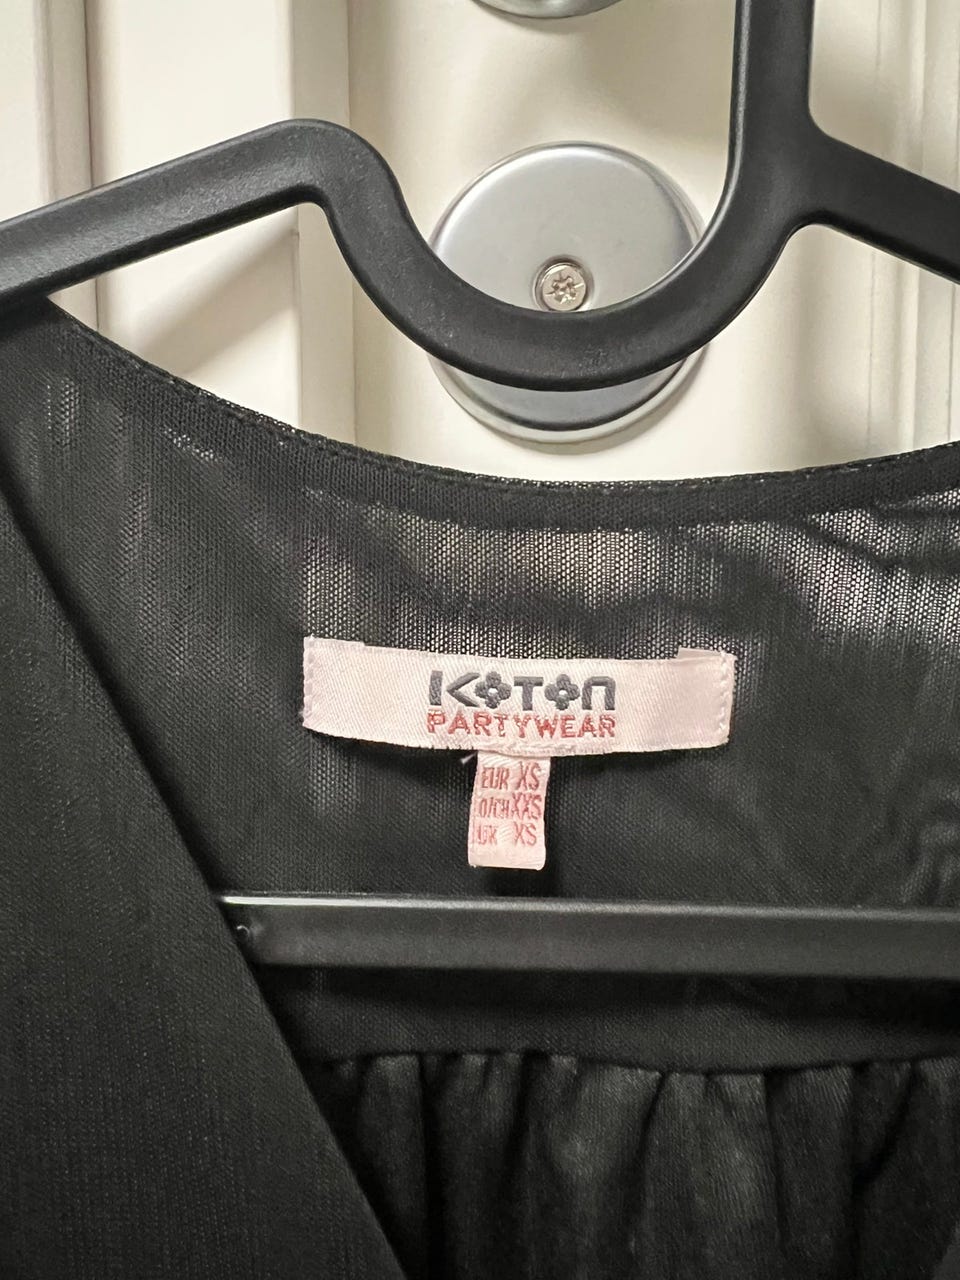 KOTON
PARTYWEAR
EUR XS
D/CH XXS
UK XS